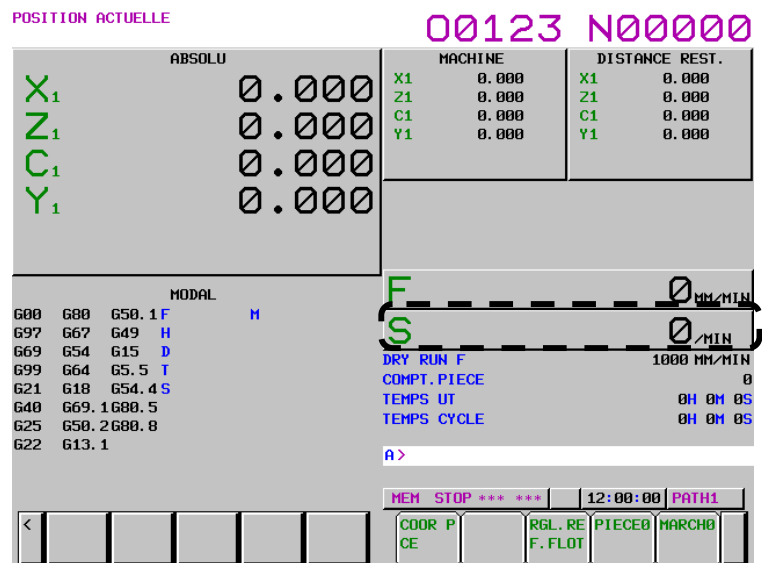 POSITION ACTUELLE
O0123 N00000
ABSOLU
X1 0.000
Z1 0.000
C1 0.000
Y1 0.000
MACHINE
X1 0.000
Z1 0.000
C1 0.000
Y1 0.000
DISTANCE REST.
X1 0.000
Z1 0.000
C1 0.000
Y1 0.000
MODAL
G00 G80 G50.1 F M
G97 G67 G49 H
G69 G54 G15 D
G99 G64 G5.5 T
G21 G18 G54.4 S
G40 G69.1 G80.5
G25 G50.2 G80.8
G22 G13.1
F 0 MM/MIN
S 0 /MIN
DRY RUN F 1000 MM/MIN
COMPT.PIECE 0
TEMPS UT 0H 0M 0S
TEMPS CYCLE 0H 0M 0S
A>
MEM STOP *** *** 12:00:00 PATH1
< COOR P RGL.RE PIECE0 MARCH0
CE F.FLOT